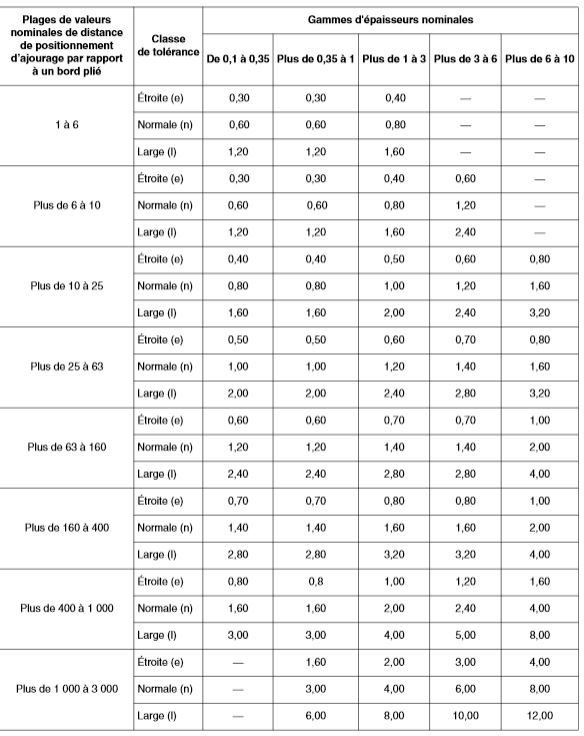 Plages de valeurs
nominales de distance
de positionnement
d'ajourage par rapport
à un bord plié
Classe
de tolérance
Gammes d'épaisseurs nominales
De 0,1 à 0,35 Plus de 0,35 à 1 Plus de 1 à 3 Plus de 3 à 6 Plus de 6 à 10
1 à 6
Étroite (e) 0,30 0,30 0,40 — —
Normale (n) 0,60 0,60 0,80 — —
Large (l) 1,20 1,20 1,60 — —
Plus de 6 à 10
Étroite (e) 0,30 0,30 0,40 0,60 —
Normale (n) 0,60 0,60 0,80 1,20 —
Large (l) 1,20 1,20 1,60 2,40 —
Plus de 10 à 25
Étroite (e) 0,40 0,40 0,50 0,60 0,80
Normale (n) 0,80 0,80 1,00 1,20 1,60
Large (l) 1,60 1,60 2,00 2,40 3,20
Plus de 25 à 63
Étroite (e) 0,50 0,50 0,60 0,70 0,80
Normale (n) 1,00 1,00 1,20 1,40 1,60
Large (l) 2,00 2,00 2,40 2,80 3,20
Plus de 63 à 160
Étroite (e) 0,60 0,60 0,70 0,70 1,00
Normale (n) 1,20 1,20 1,40 1,40 2,00
Large (l) 2,40 2,40 2,80 2,80 4,00
Plus de 160 à 400
Étroite (e) 0,70 0,70 0,80 0,80 1,00
Normale (n) 1,40 1,40 1,60 1,60 2,00
Large (l) 2,80 2,80 3,20 3,20 4,00
Plus de 400 à 1 000
Étroite (e) 0,80 0,8 1,00 1,20 1,60
Normale (n) 1,60 1,60 2,00 2,40 4,00
Large (l) 3,00 3,00 4,00 5,00 8,00
Plus de 1 000 à 3 000
Étroite (e) — 1,60 2,00 3,00 4,00
Normale (n) — 3,00 4,00 6,00 8,00
Large (l) — 6,00 8,00 10,00 12,00